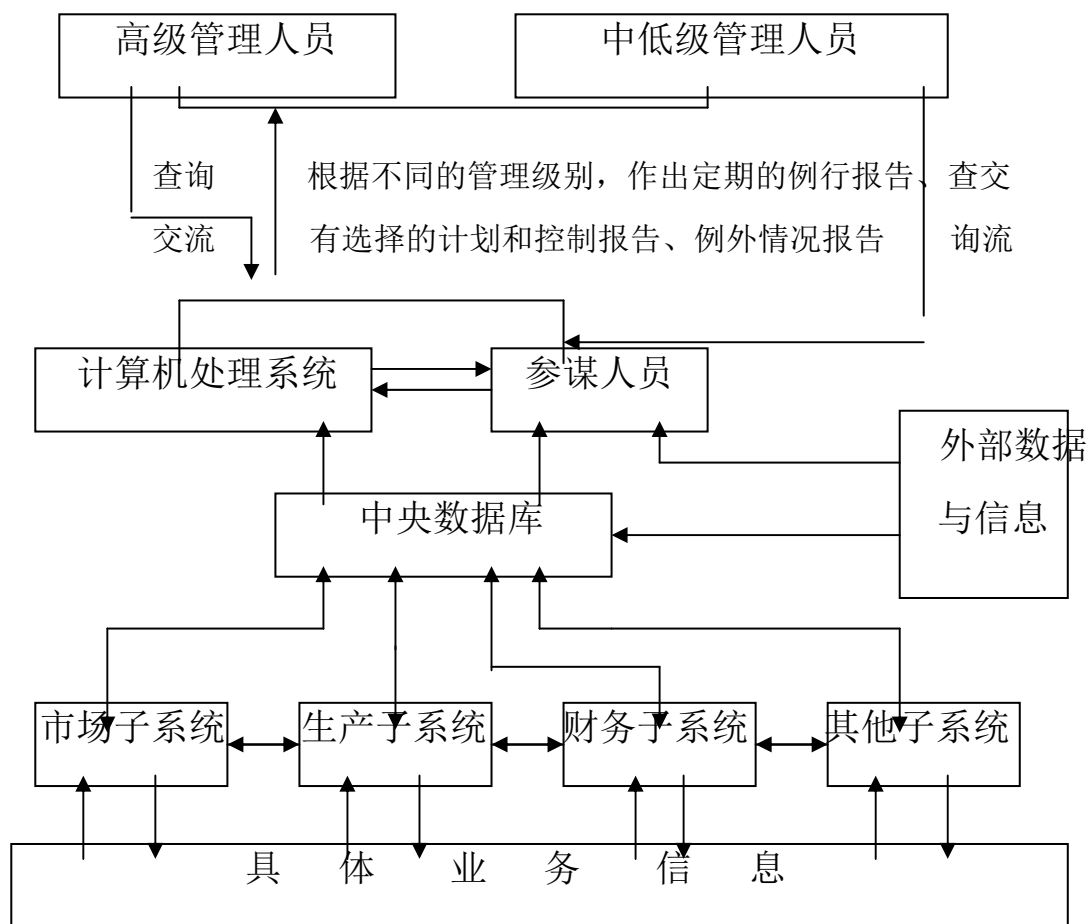 高级管理人员
中低级管理人员
查询
根据不同的管理级别，作出定期的例行报告、查交
交流
有选择的计划和控制报告、例外情况报告
询流
计算机处理系统
参谋人员
外部数据
与信息
中央数据库
市场子系统
生产子系统
财务子系统
其他子系统
具体业务信息